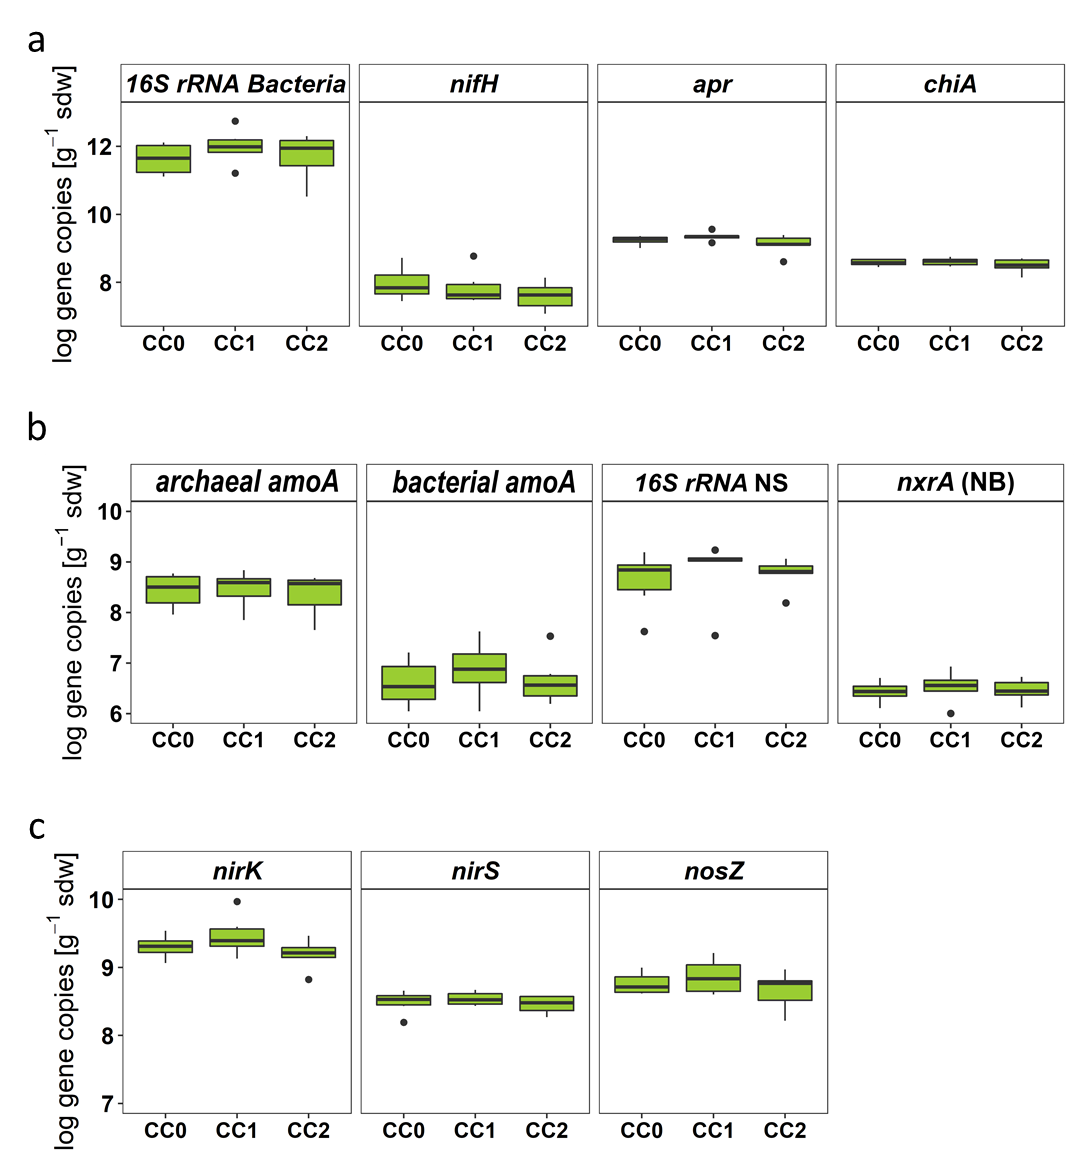 a
16S rRNA Bacteria nifH apr chiA
log gene copies [g⁻¹ sdw]
12
10
8
CC0 CC1 CC2 CC0 CC1 CC2 CC0 CC1 CC2 CC0 CC1 CC2
b
archaeal amoA bacterial amoA 16S rRNA NS nxrA (NB)
log gene copies [g⁻¹ sdw]
10
9
8
7
6
CC0 CC1 CC2 CC0 CC1 CC2 CC0 CC1 CC2 CC0 CC1 CC2
c
nirK nirS nosZ
log gene copies [g⁻¹ sdw]
10
9
8
7
CC0 CC1 CC2 CC0 CC1 CC2 CC0 CC1 CC2